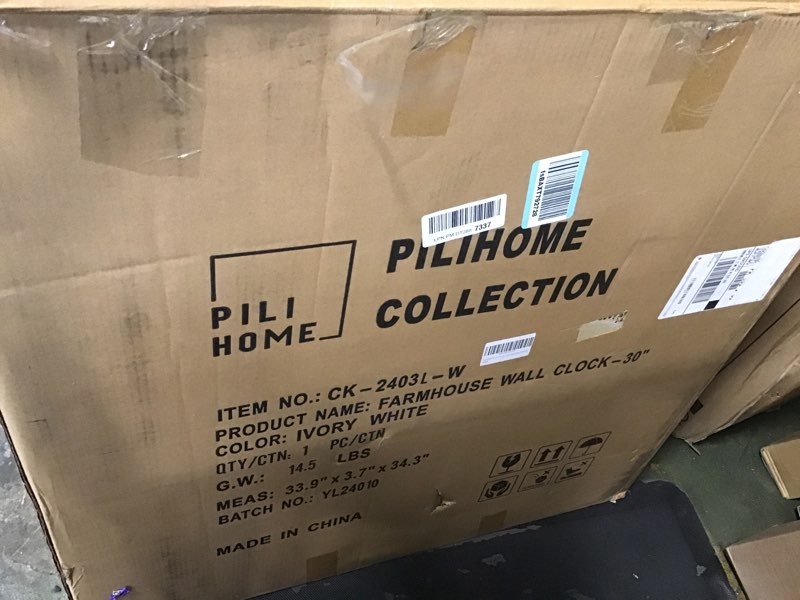 tsBAXT792728
7337
PILIHOME
COLLECTION
PILI
HOME
ITEM NO.: CK-2403L-W
PRODUCT NAME: FARMHOUSE WALL CLOCK-30"
COLOR: IVORY WHITE
QTY/CTN: 1 PC/CTN
G.W.: 14.5 LBS
MEAS: 33.9" x 3.7" x 34.3"
BATCH NO.: YL24010
MADE IN CHINA